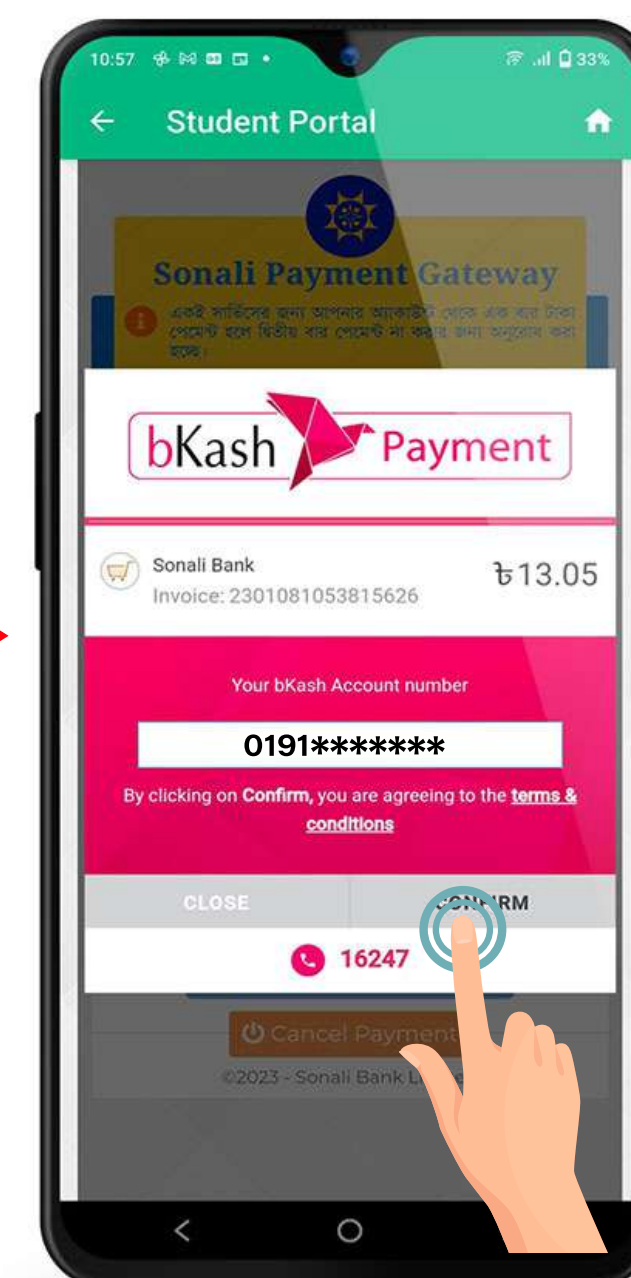 10:57
33%
Student Portal
Sonali Payment Gateway
একই সার্ভিসের জন্য আপনার অ্যাকাউন্ট থেকে এক বার টাকা
পেমেন্ট হলে দ্বিতীয় বার পেমেন্ট না করার জন্য অনুরোধ করা
হচ্ছে।
bKash Payment
Sonali Bank
৳13.05
Invoice: 2301081053815626
Your bKash Account number
0191*******
By clicking on Confirm, you are agreeing to the terms &
conditions
CLOSE
CONFIRM
16247
Cancel Payment
©2023 - Sonali Bank